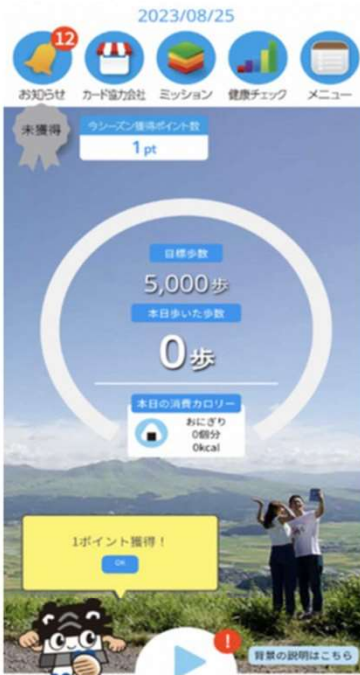 2023/08/25
12
お知らせ カード協力会社 ミッション 健康チェック メニュー
未獲得
今シーズン獲得ポイント数
1 pt
目標歩数
5,000歩
本日歩いた歩数
0歩
本日の消費カロリー
おにぎり
0個分
0kcal
1ポイント獲得！
OK
!
背景の説明はこちら